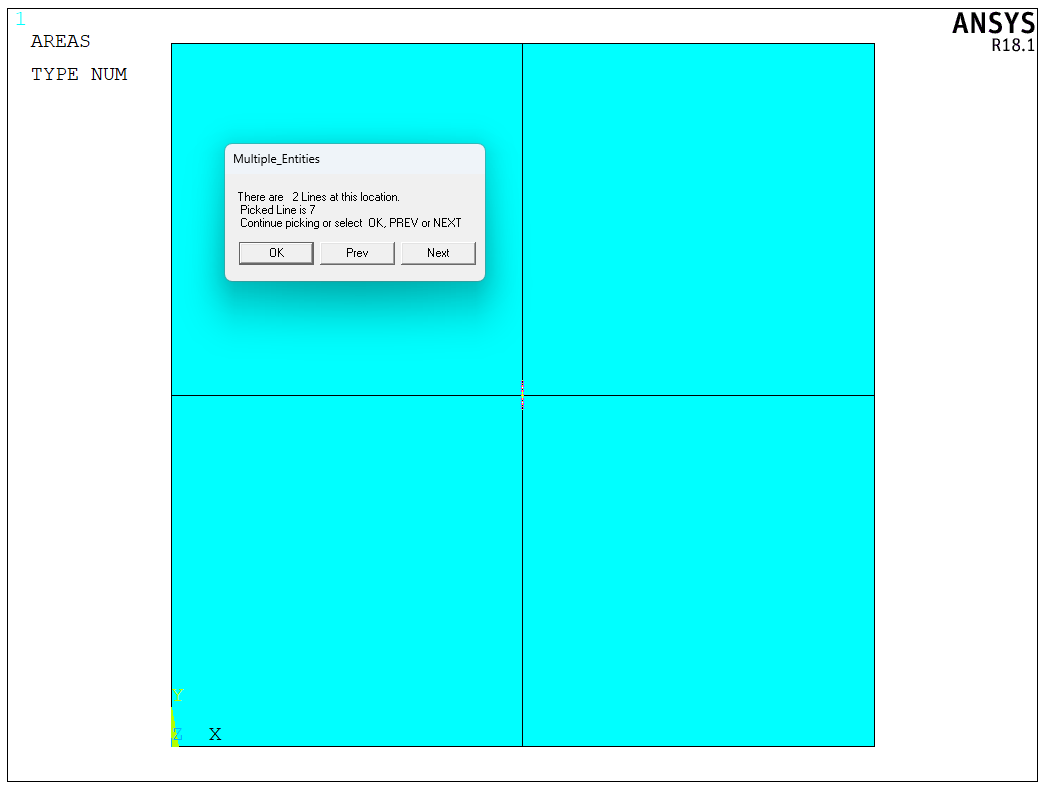 1
AREAS
TYPE NUM
ANSYS
R18.1
Multiple_Entities
There are 2 Lines at this location.
Picked Line is 7
Continue picking or select OK, PREV or NEXT
OK Prev Next
Y
Z X